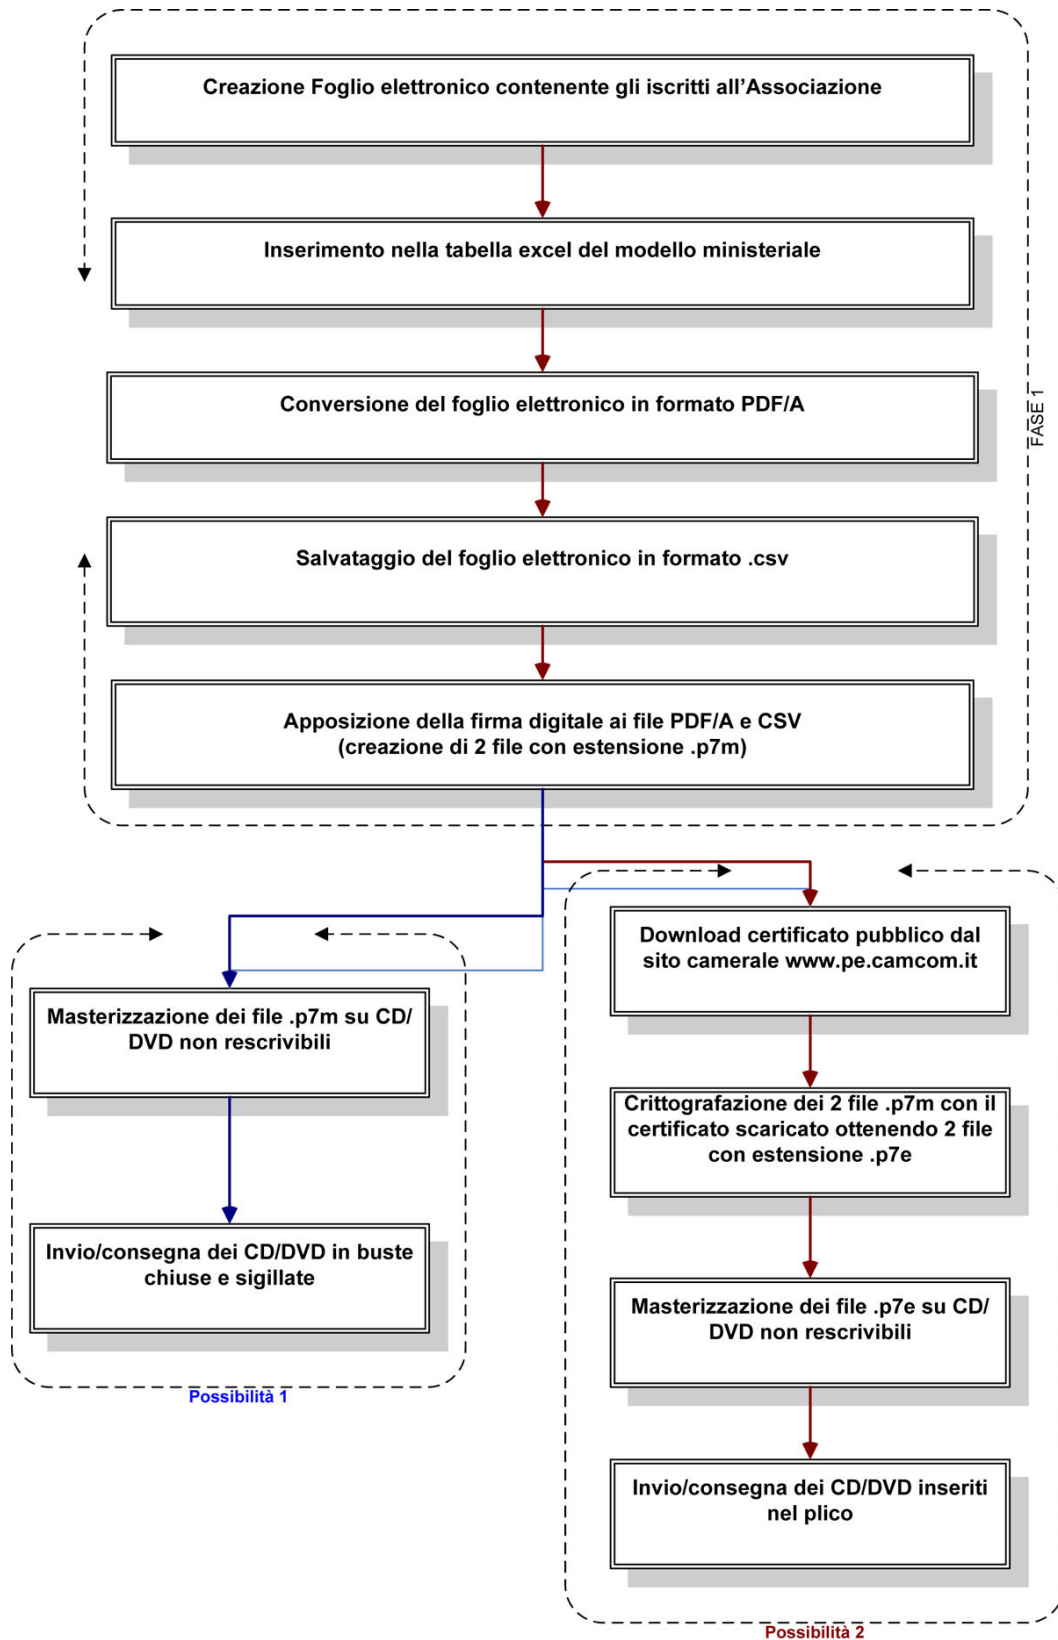 Creazione Foglio elettronico contenente gli iscritti all'Associazione
Inserimento nella tabella excel del modello ministeriale
Conversione del foglio elettronico in formato PDF/A
FASE 1
Salvataggio del foglio elettronico in formato .csv
Apposizione della firma digitale ai file PDF/A e CSV
(creazione di 2 file con estensione .p7m)
Masterizzazione dei file .p7m su CD/
DVD non rescrivibili
Invio/consegna dei CD/DVD in buste
chiuse e sigillate
Possibilità 1
Download certificato pubblico dal
sito camerale www.pe.camcom.it
Crittografazione dei 2 file .p7m con il
certificato scaricato ottenendo 2 file
con estensione .p7e
Masterizzazione dei file .p7e su CD/
DVD non rescrivibili
Invio/consegna dei CD/DVD inseriti
nel plico
Possibilità 2